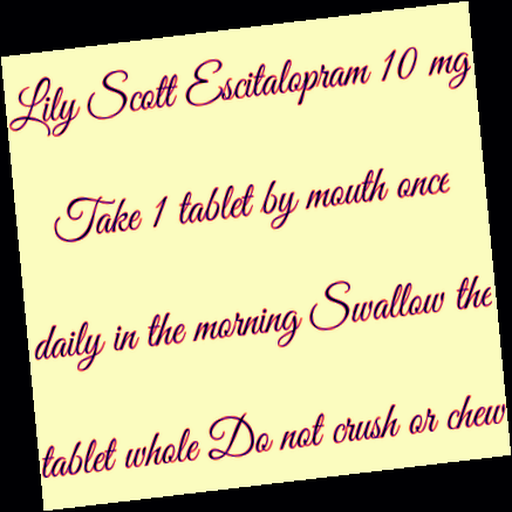 Lily Scott Escitalopram 10 mg
Take 1 tablet by mouth once
daily in the morning Swallow the
tablet whole Do not crush or chew